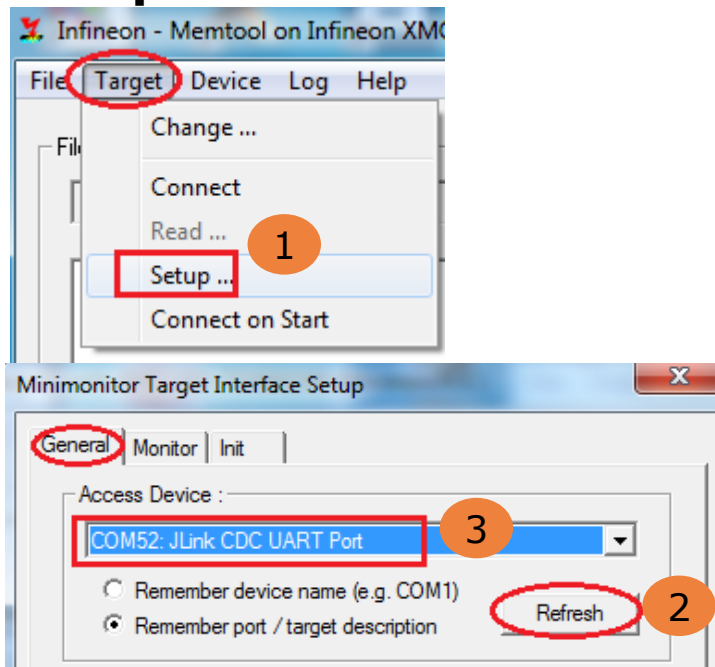 Infineon - Memtool on Infineon XMC
File Target Device Log Help
Change ...
Connect
Read ...
1
Setup ...
Connect on Start
Minimonitor Target Interface Setup
General Monitor Init
Access Device :
COM52: JLink CDC UART Port 3
Remember device name (e.g. COM1)
Remember port / target description
Refresh 2